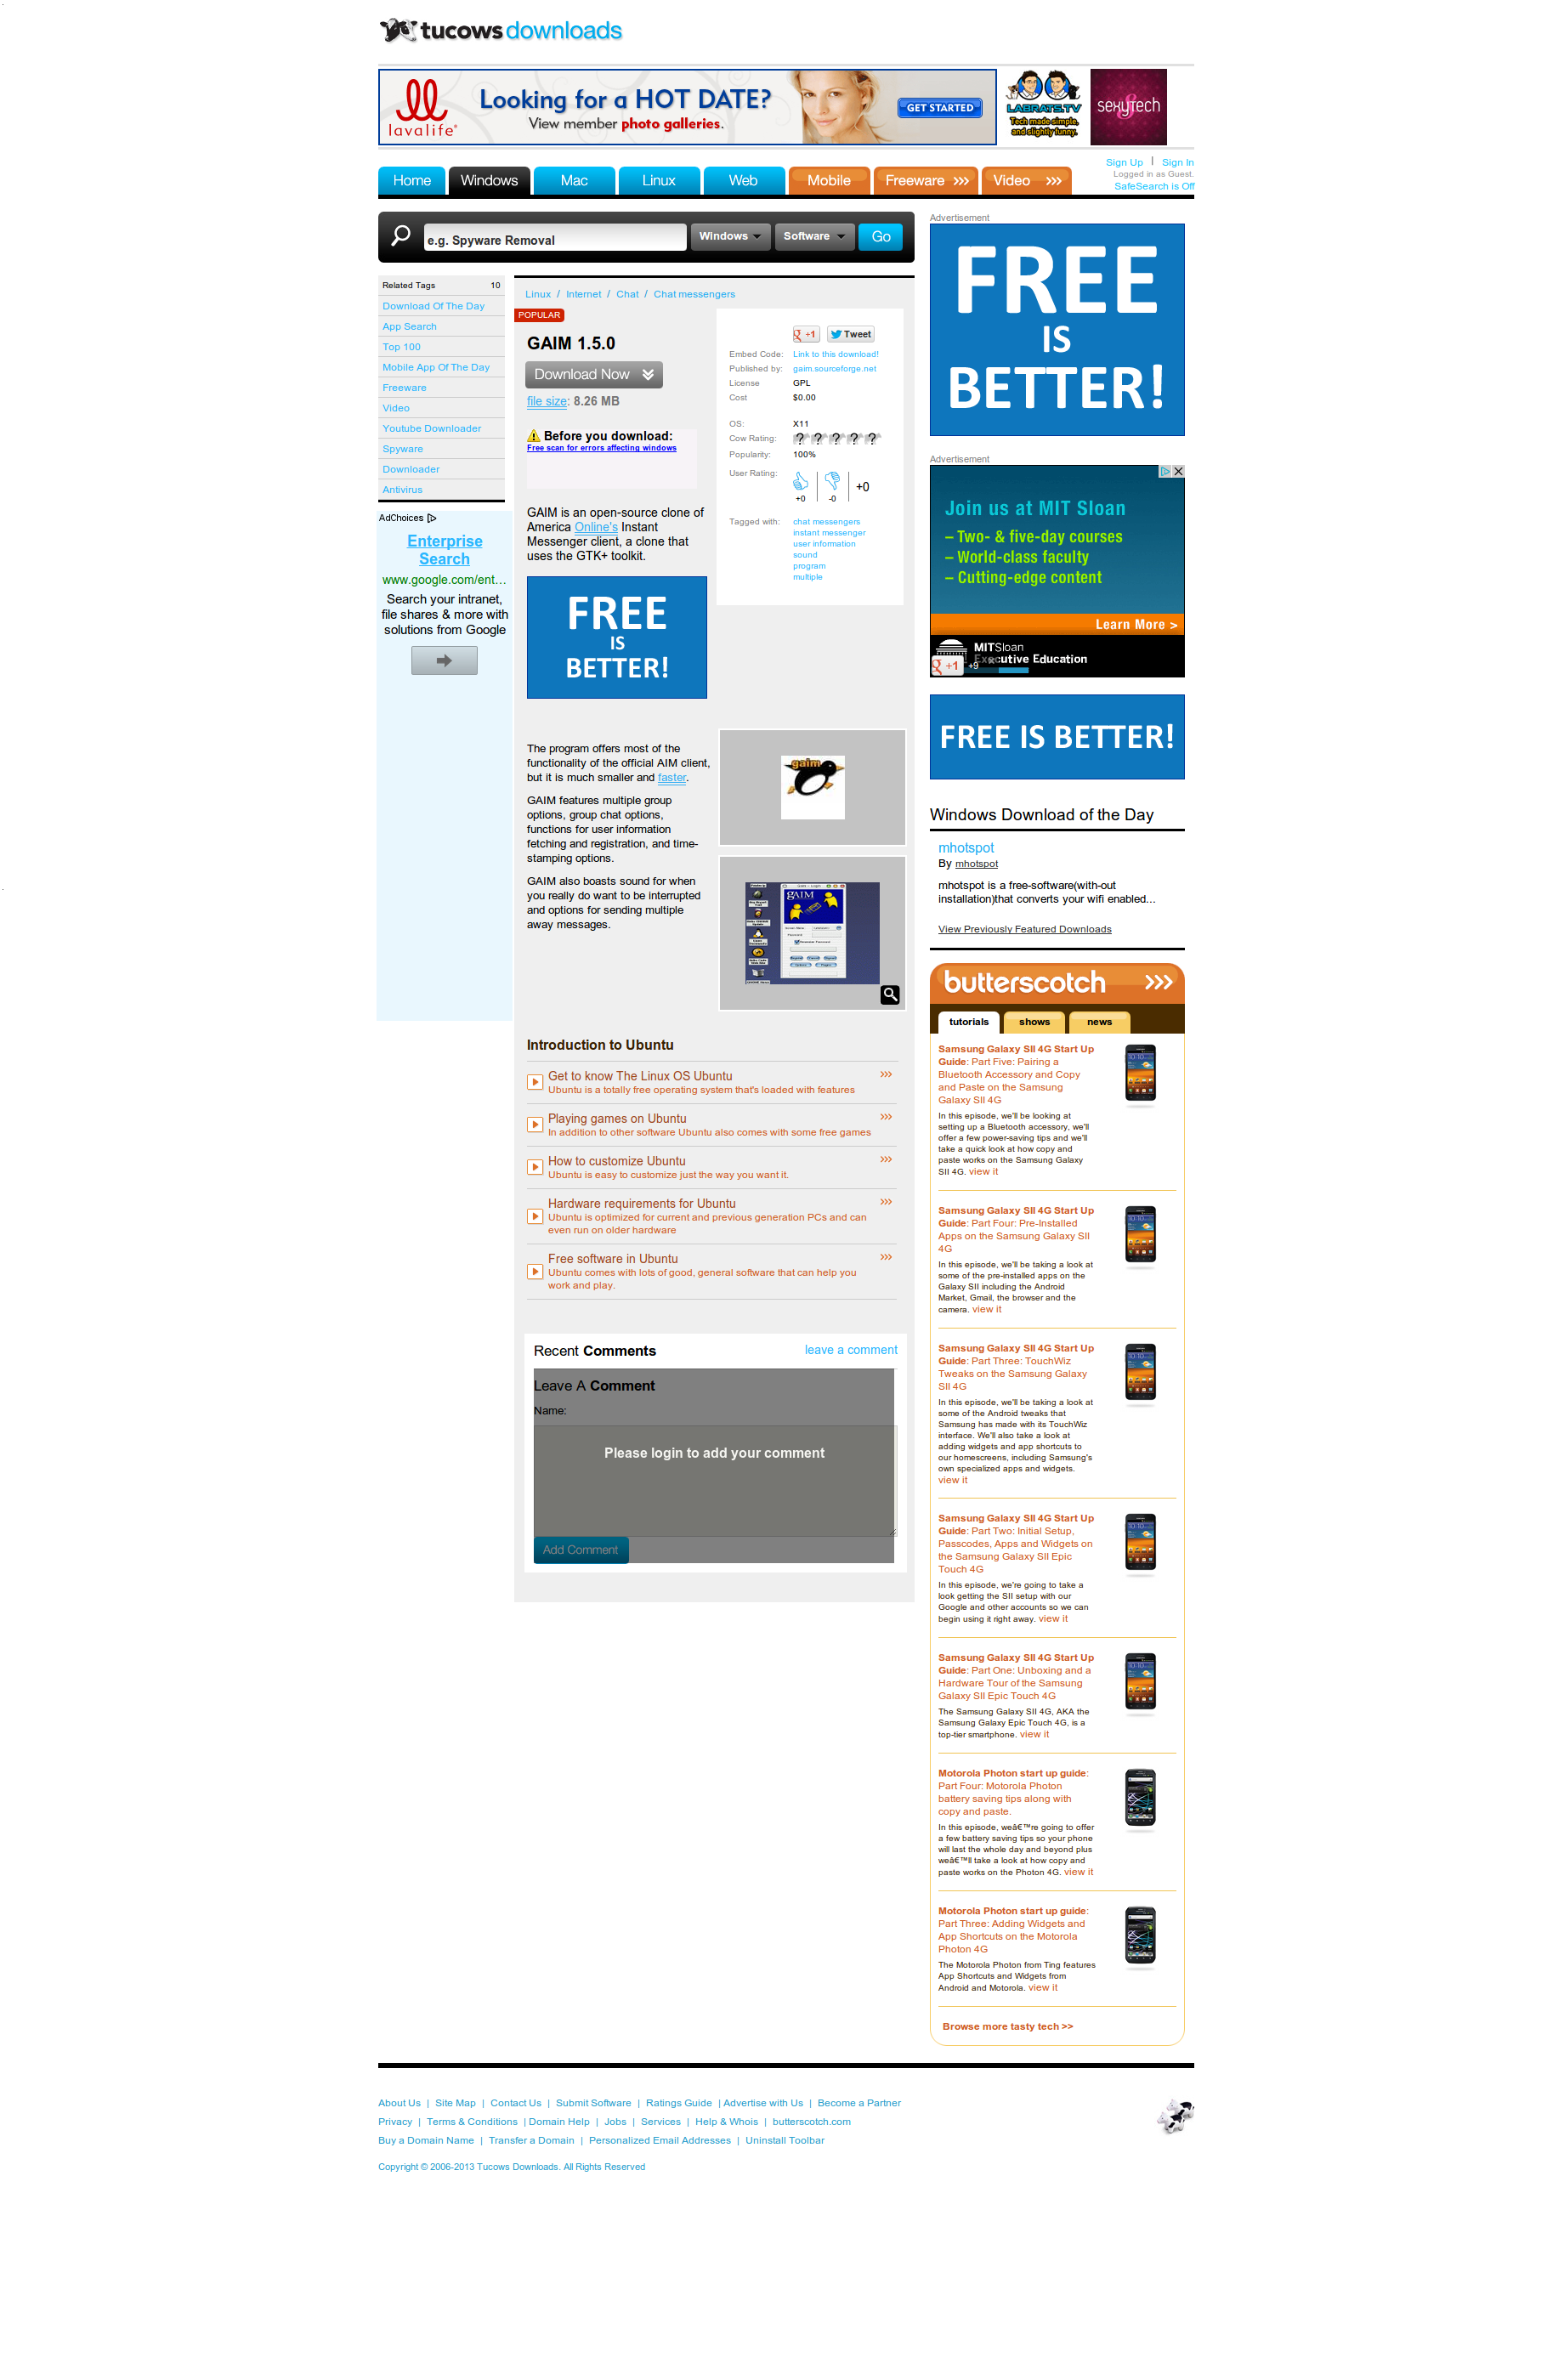 tucows downloads
lavalife
Looking for a HOT DATE?
View member photo galleries.
GET STARTED
LABRATS.TV
Tech made simple,
and slightly funny.
sexytech
Sign Up | Sign In
Logged in as Guest.
SafeSearch is Off
Home
Windows
Mac
Linux
Web
Mobile
Freeware >>>
Video >>>
e.g. Spyware Removal
Windows
Software
Go
Related Tags 10
Download Of The Day
App Search
Top 100
Mobile App Of The Day
Freeware
Video
Youtube Downloader
Spyware
Downloader
Antivirus
AdChoices
Enterprise
Search
www.google.com/ent...
Search your intranet,
file shares & more with
solutions from Google
Linux / Internet / Chat / Chat messengers
POPULAR
GAIM 1.5.0
Download Now
file size: 8.26 MB
Before you download:
Free scan for errors affecting windows
GAIM is an open-source clone of
America Online's Instant
Messenger client, a clone that
uses the GTK+ toolkit.
FREE
IS
BETTER!
g +1
Tweet
Embed Code: Link to this download!
Published by: gaim.sourceforge.net
License GPL
Cost $0.00
OS: X11
Cow Rating: ? ? ? ? ?
Popularity: 100%
User Rating:
+0
-0
+0
Tagged with: chat messengers
instant messenger
user information
sound
program
multiple
The program offers most of the
functionality of the official AIM client,
but it is much smaller and faster.
GAIM features multiple group
options, group chat options,
functions for user information
fetching and registration, and time-
stamping options.
GAIM also boasts sound for when
you really do want to be interrupted
and options for sending multiple
away messages.
gaim
GAIM
Introduction to Ubuntu
Get to know The Linux OS Ubuntu >>>
Ubuntu is a totally free operating system that's loaded with features
Playing games on Ubuntu >>>
In addition to other software Ubuntu also comes with some free games
How to customize Ubuntu >>>
Ubuntu is easy to customize just the way you want it.
Hardware requirements for Ubuntu >>>
Ubuntu is optimized for current and previous generation PCs and can
even run on older hardware
Free software in Ubuntu >>>
Ubuntu comes with lots of good, general software that can help you
work and play.
Recent Comments
leave a comment
Leave A Comment
Name:
Please login to add your comment
Add Comment
Advertisement
FREE
IS
BETTER!
Advertisement
Join us at MIT Sloan
– Two- & five-day courses
– World-class faculty
– Cutting-edge content
Learn More >
MITSloan
Executive Education
g +1 +9
FREE IS BETTER!
Windows Download of the Day
mhotspot
By mhotspot
mhotspot is a free-software(with-out
installation)that converts your wifi enabled...
View Previously Featured Downloads
butterscotch >>>
tutorials
shows
news
Samsung Galaxy SII 4G Start Up
Guide: Part Five: Pairing a
Bluetooth Accessory and Copy
and Paste on the Samsung
Galaxy SII 4G
In this episode, we'll be looking at
setting up a Bluetooth accessory, we'll
offer a few power-saving tips and we'll
take a quick look at how copy and
paste works on the Samsung Galaxy
SII 4G. view it
Samsung Galaxy SII 4G Start Up
Guide: Part Four: Pre-Installed
Apps on the Samsung Galaxy SII
4G
In this episode, we'll be taking a look at
some of the pre-installed apps on the
Galaxy SII including the Android
Market, Gmail, the browser and the
camera. view it
Samsung Galaxy SII 4G Start Up
Guide: Part Three: TouchWiz
Tweaks on the Samsung Galaxy
SII 4G
In this episode, we'll be taking a look at
some of the Android tweaks that
Samsung has made with its TouchWiz
interface. We'll also take a look at
adding widgets and app shortcuts to
our homescreens, including Samsung's
own specialized apps and widgets.
view it
Samsung Galaxy SII 4G Start Up
Guide: Part Two: Initial Setup,
Passcodes, Apps and Widgets on
the Samsung Galaxy SII Epic
Touch 4G
In this episode, we're going to take a
look getting the SII setup with our
Google and other accounts so we can
begin using it right away. view it
Samsung Galaxy SII 4G Start Up
Guide: Part One: Unboxing and a
Hardware Tour of the Samsung
Galaxy SII Epic Touch 4G
The Samsung Galaxy SII 4G, AKA the
Samsung Galaxy Epic Touch 4G, is a
top-tier smartphone. view it
Motorola Photon start up guide:
Part Four: Motorola Photon
battery saving tips along with
copy and paste.
In this episode, weâ€™re going to offer
a few battery saving tips so your phone
will last the whole day and beyond plus
weâ€™ll take a look at how copy and
paste works on the Photon 4G. view it
Motorola Photon start up guide:
Part Three: Adding Widgets and
App Shortcuts on the Motorola
Photon 4G
The Motorola Photon from Ting features
App Shortcuts and Widgets from
Android and Motorola. view it
Browse more tasty tech >>
About Us | Site Map | Contact Us | Submit Software | Ratings Guide | Advertise with Us | Become a Partner
Privacy | Terms & Conditions | Domain Help | Jobs | Services | Help & Whois | butterscotch.com
Buy a Domain Name | Transfer a Domain | Personalized Email Addresses | Uninstall Toolbar
Copyright © 2006-2013 Tucows Downloads. All Rights Reserved